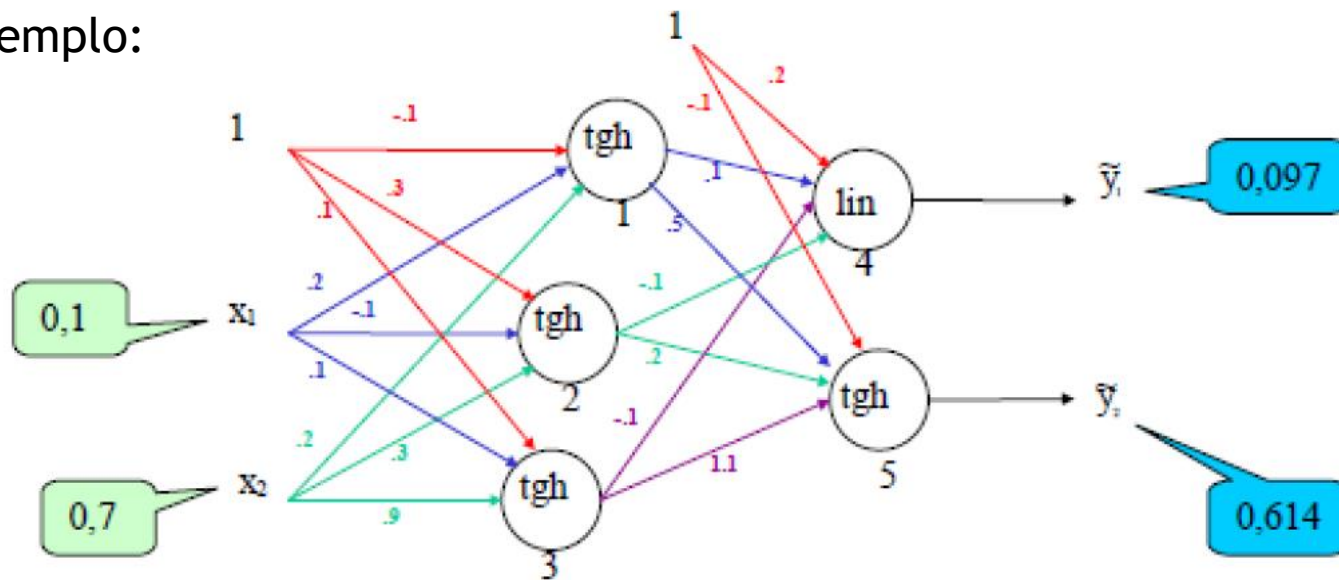 emplo:
1
1
-.1
.3
.1
.2
-.1
.1
.2
.3
.9
0,1
x₁
0,7
x₂
tgh
1
tgh
2
tgh
3
.2
-.1
.1
.5
-.1
.2
-.1
1.1
lin
4
tgh
5
ỹ₁
0,097
ỹ₂
0,614